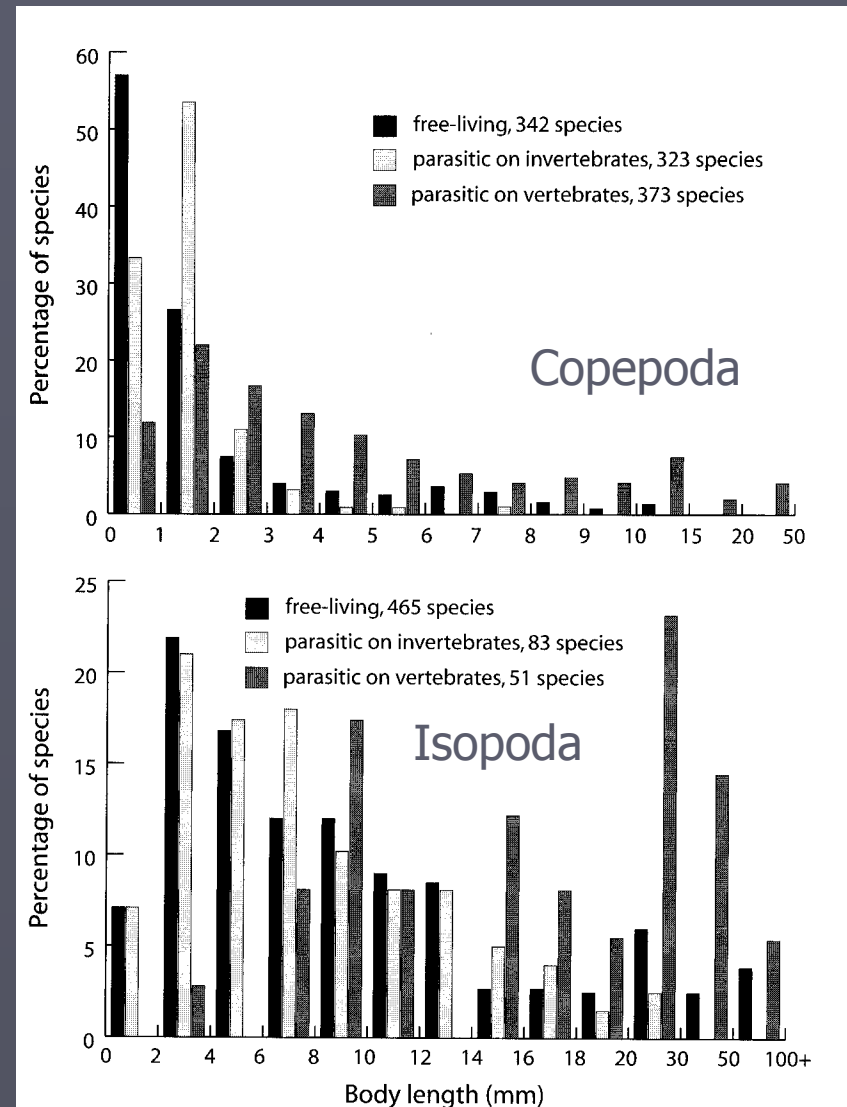 60
50
40
30
20
10
0
Percentage of species
free-living, 342 species
parasitic on invertebrates, 323 species
parasitic on vertebrates, 373 species
Copepoda
0 1 2 3 4 5 6 7 8 9 10 15 20 50
25
20
15
10
5
0
Percentage of species
free-living, 465 species
parasitic on invertebrates, 83 species
parasitic on vertebrates, 51 species
Isopoda
0 2 4 6 8 10 12 14 16 18 20 30 50 100+
Body length (mm)